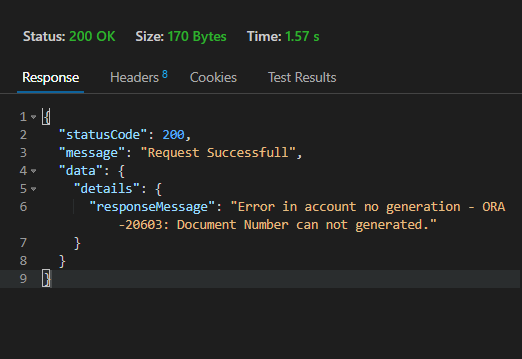 Status: 200 OK Size: 170 Bytes Time: 1.57 s
Response Headers 8 Cookies Test Results
1 {
2 "statusCode": 200,
3 "message": "Request Successfull",
4 "data": {
5 "details": {
6 "responseMessage": "Error in account no generation - ORA
-20603: Document Number can not generated."
7 }
8 }
9 }